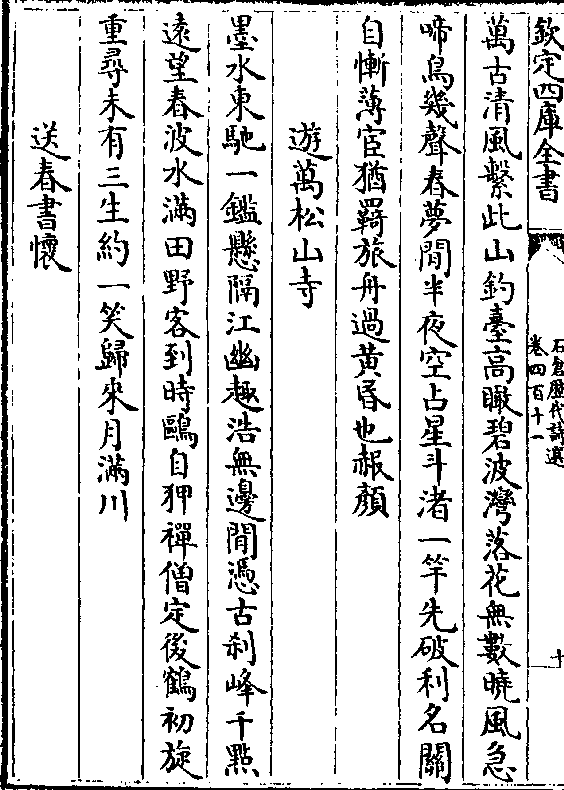 欽定四庫全書
石倉歴代詩選
卷四百十一
十
萬古清風繫此山釣臺高瞰碧波灣落花無數曉風急
啼鳥幾聲春夢間半夜空占星斗渚一竿先破利名關
自慚薄宦猶羇旅舟過黃昏也赧顏
遊萬松山寺
墨水東馳一鑑懸隔江幽趣浩無邊閒憑古刹峰千點
遠望春波水滿田野客到時鷗自狎禪僧定後鶴初旋
重尋未有三生約一笑歸來月滿川
送春書懷